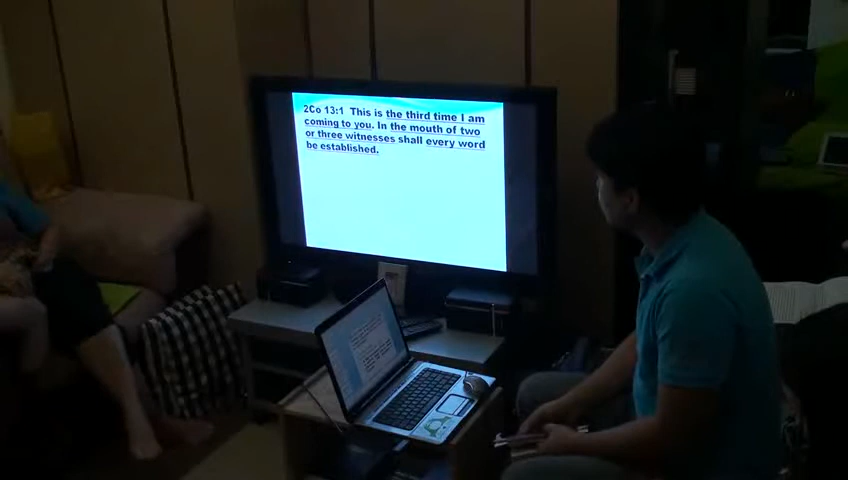 2Co 13:1 This is the third time I am
coming to you. In the mouth of two
or three witnesses shall every word
be established.